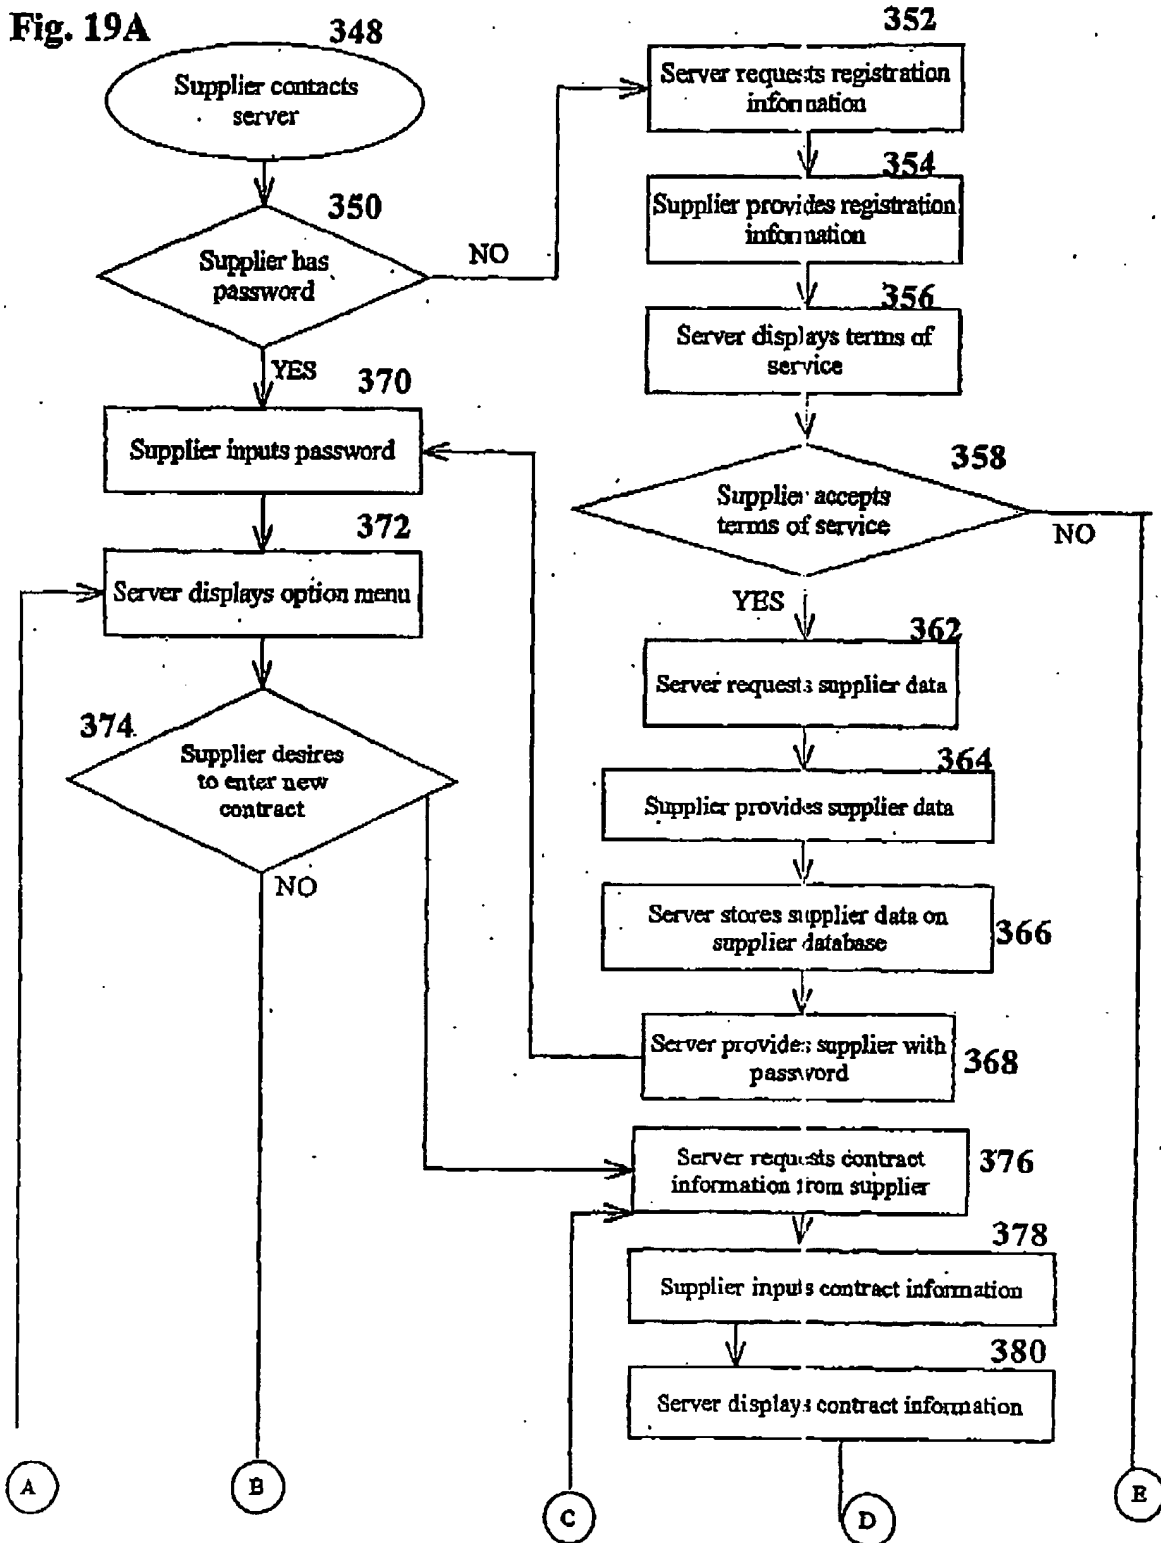 Fig. 19A
348
Supplier contacts
server
350
Supplier has
password
NO
YES
352
Server requests registration
information
354
Supplier provides registration
information
356
Server displays terms of
service
358
Supplier accepts
terms of service
NO
YES
362
Server requests supplier data
364
Supplier provides supplier data
Server stores supplier data on
supplier database
366
Server provides supplier with
password
368
370
Supplier inputs password
372
Server displays option menu
374
Supplier desires
to enter new
contract
NO
Server requests contract
information from supplier
376
378
Supplier inputs contract information
380
Server displays contract information
A
B
C
D
E